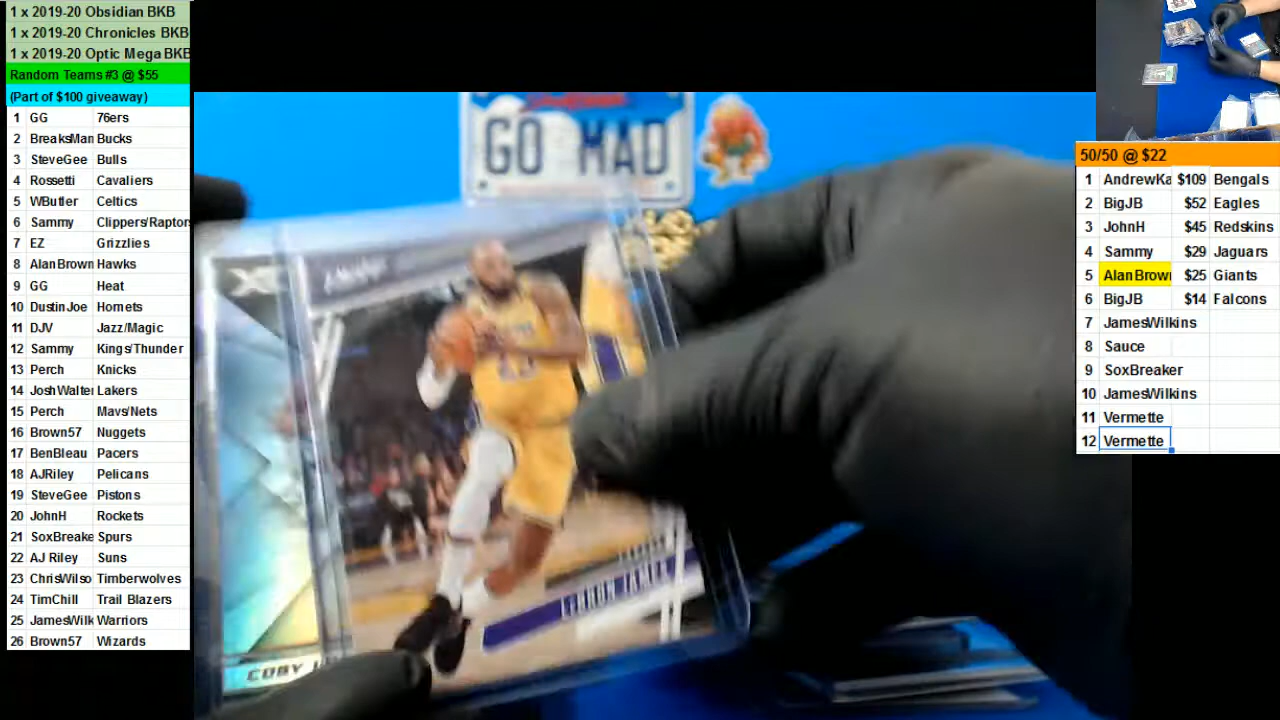 1 x 2019-20 Obsidian BKB
1 x 2019-20 Chronicles BKB
1 x 2019-20 Optic Mega BKB
Random Teams #3 @ $55
(Part of $100 giveaway)
1 GG 76ers
2 BreaksMan Bucks
3 SteveGee Bulls
4 Rossetti Cavaliers
5 WButler Celtics
6 Sammy Clippers/Raptors
7 EZ Grizzlies
8 AlanBrown Hawks
9 GG Heat
10 DustinJoe Hornets
11 DJV Jazz/Magic
12 Sammy Kings/Thunder
13 Perch Knicks
14 JoshWalte Lakers
15 Perch Mavs/Nets
16 Brown57 Nuggets
17 BenBleau Pacers
18 AJRiley Pelicans
19 SteveGee Pistons
20 JohnH Rockets
21 SoxBreake Spurs
22 AJ Riley Suns
23 ChrisWilso Timberwolves
24 TimChill Trail Blazers
25 JamesWilk Warriors
26 Brown57 Wizards
GO MAD
XR
LEBRON JAMES
COBY
50/50 @ $22
1 AndrewKa $109 Bengals
2 BigJB $52 Eagles
3 JohnH $45 Redskins
4 Sammy $29 Jaguars
5 AlanBrown $25 Giants
6 BigJB $14 Falcons
7 JamesWilkins
8 Sauce
9 SoxBreaker
10 JamesWilkins
11 Vermette
12 Vermette